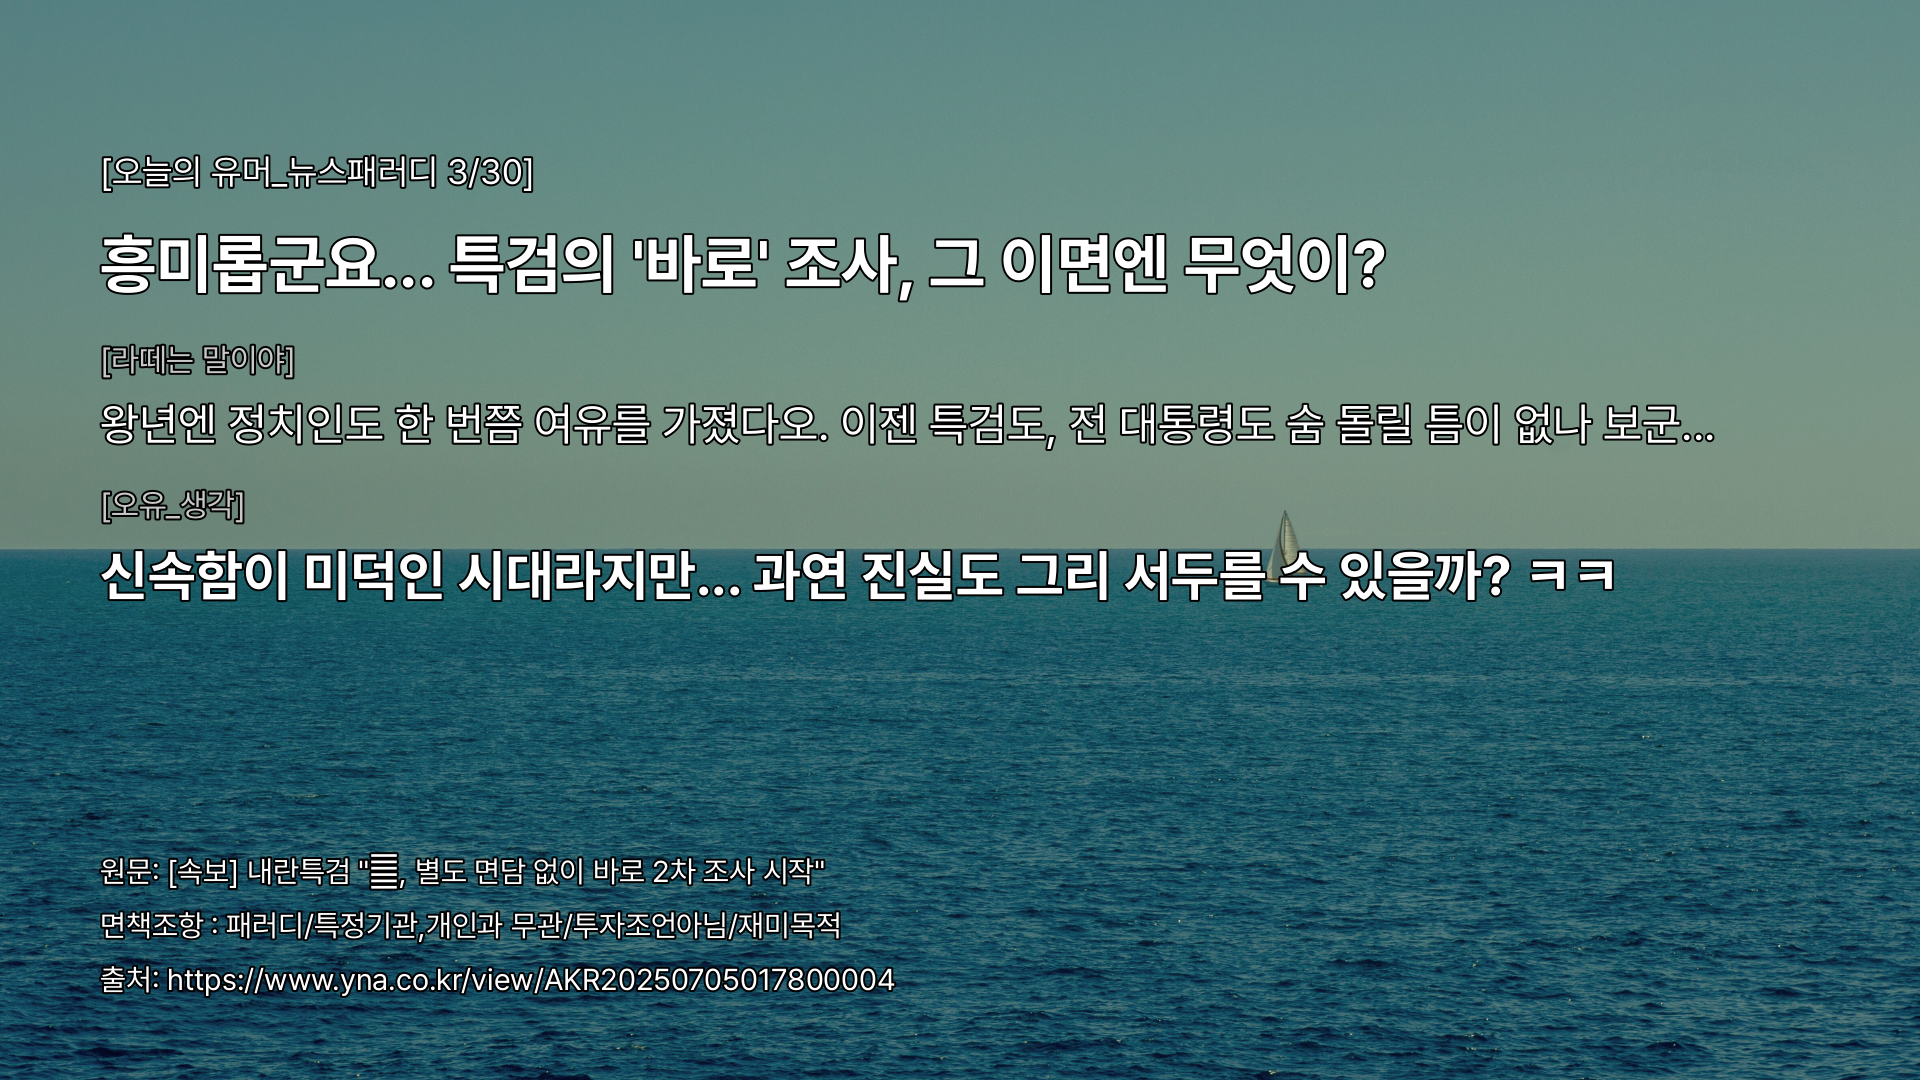 [오늘의 유머_뉴스패러디 3/30]
흥미롭군요... 특검의 '바로' 조사, 그 이면엔 무엇이?
[라떼는 말이야]
왕년엔 정치인도 한 번쯤 여유를 가졌다오. 이젠 특검도, 전 대통령도 숨 돌릴 틈이 없나 보군...
[오유_생각]
신속함이 미덕인 시대라지만... 과연 진실도 그리 서두를 수 있을까? ㅋㅋ
원문: [속보] 내란특검 ", 별도 면담 없이 바로 2차 조사 시작"
면책조항 : 패러디/특정기관,개인과 무관/투자조언아님/재미목적
출처: https://www.yna.co.kr/view/AKR20250705017800004